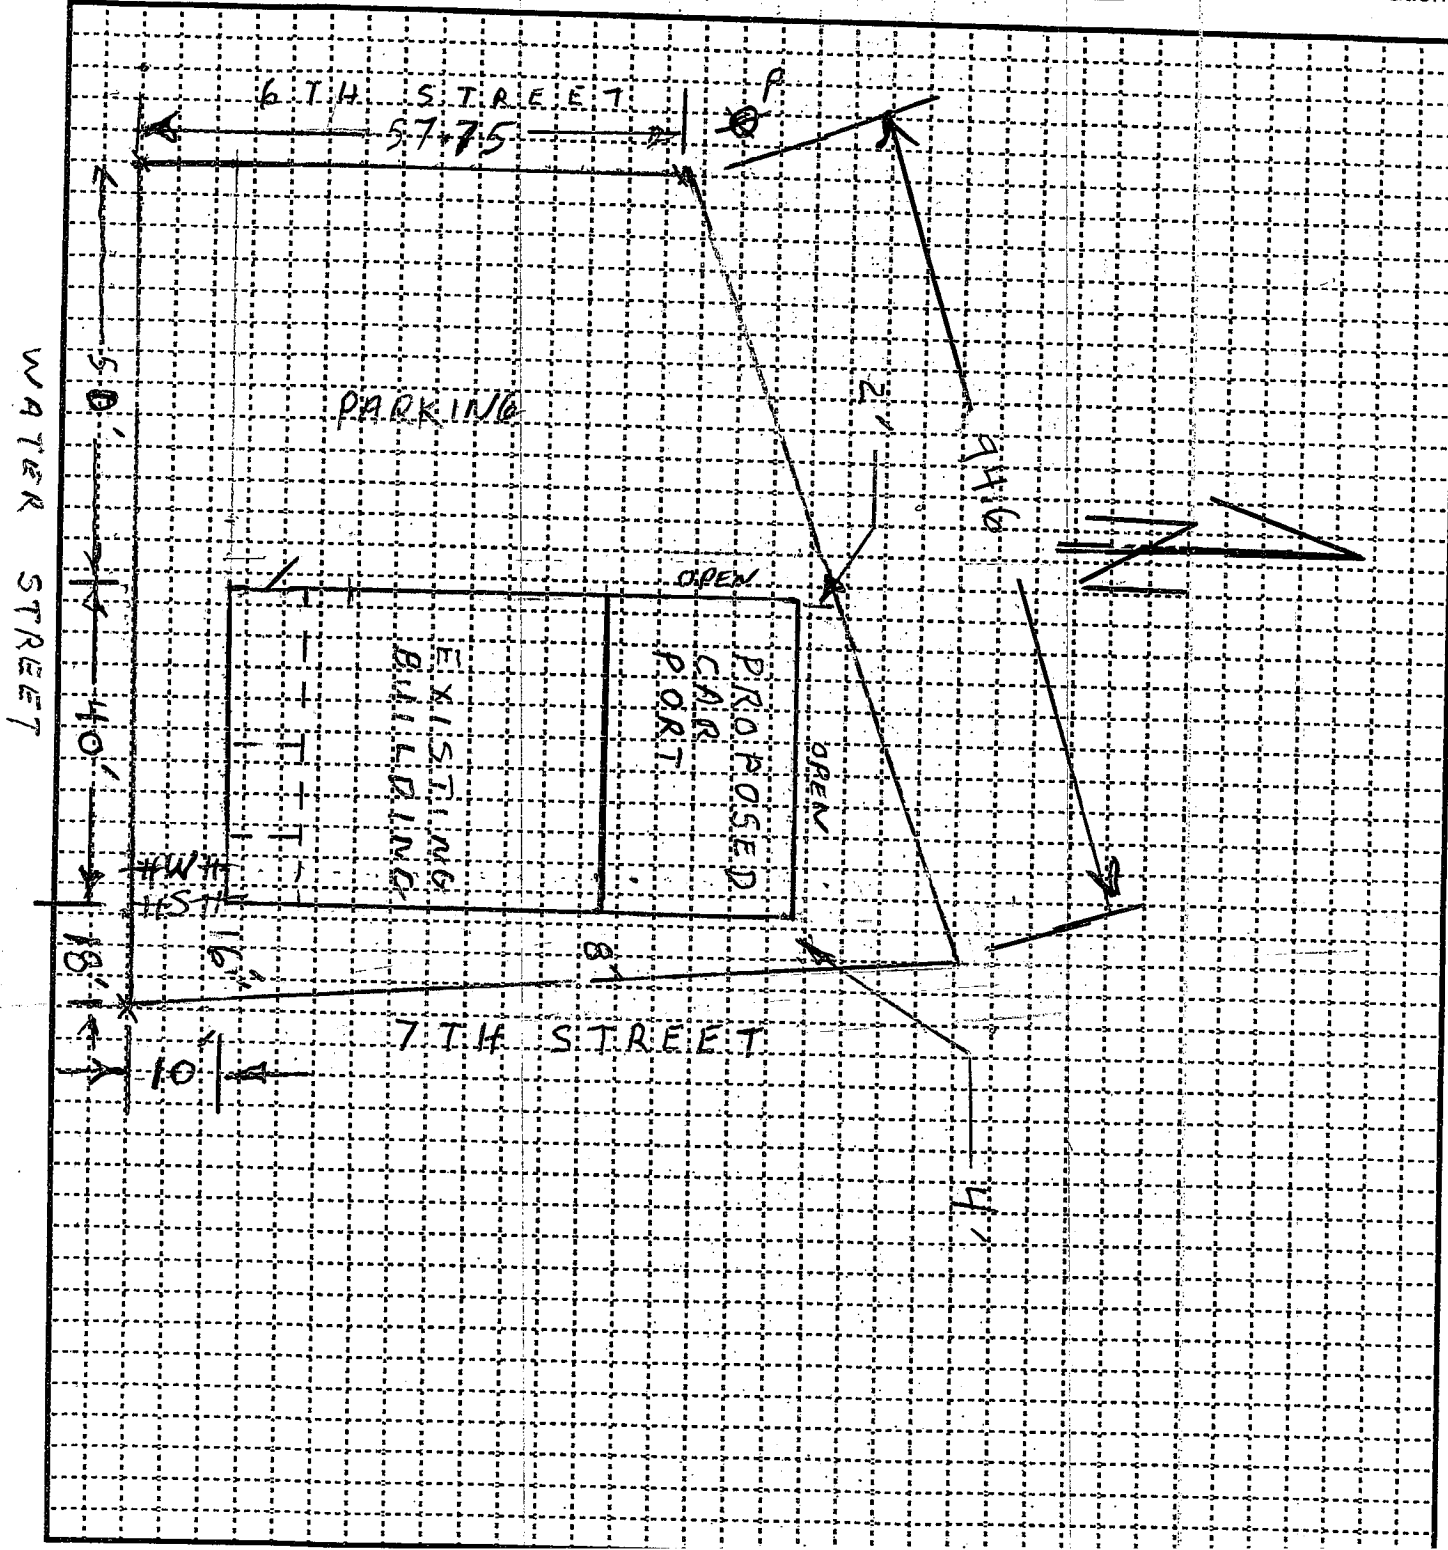 6TH STREET
57.75
P
50'
WATER STREET
PARKING
2'
94.6
N
OPEN
EXISTING
BUILDING
PROPOSED
CAR
PORT
OPEN
40'
W
S
18'
16'
8'
7TH STREET
10'
4'